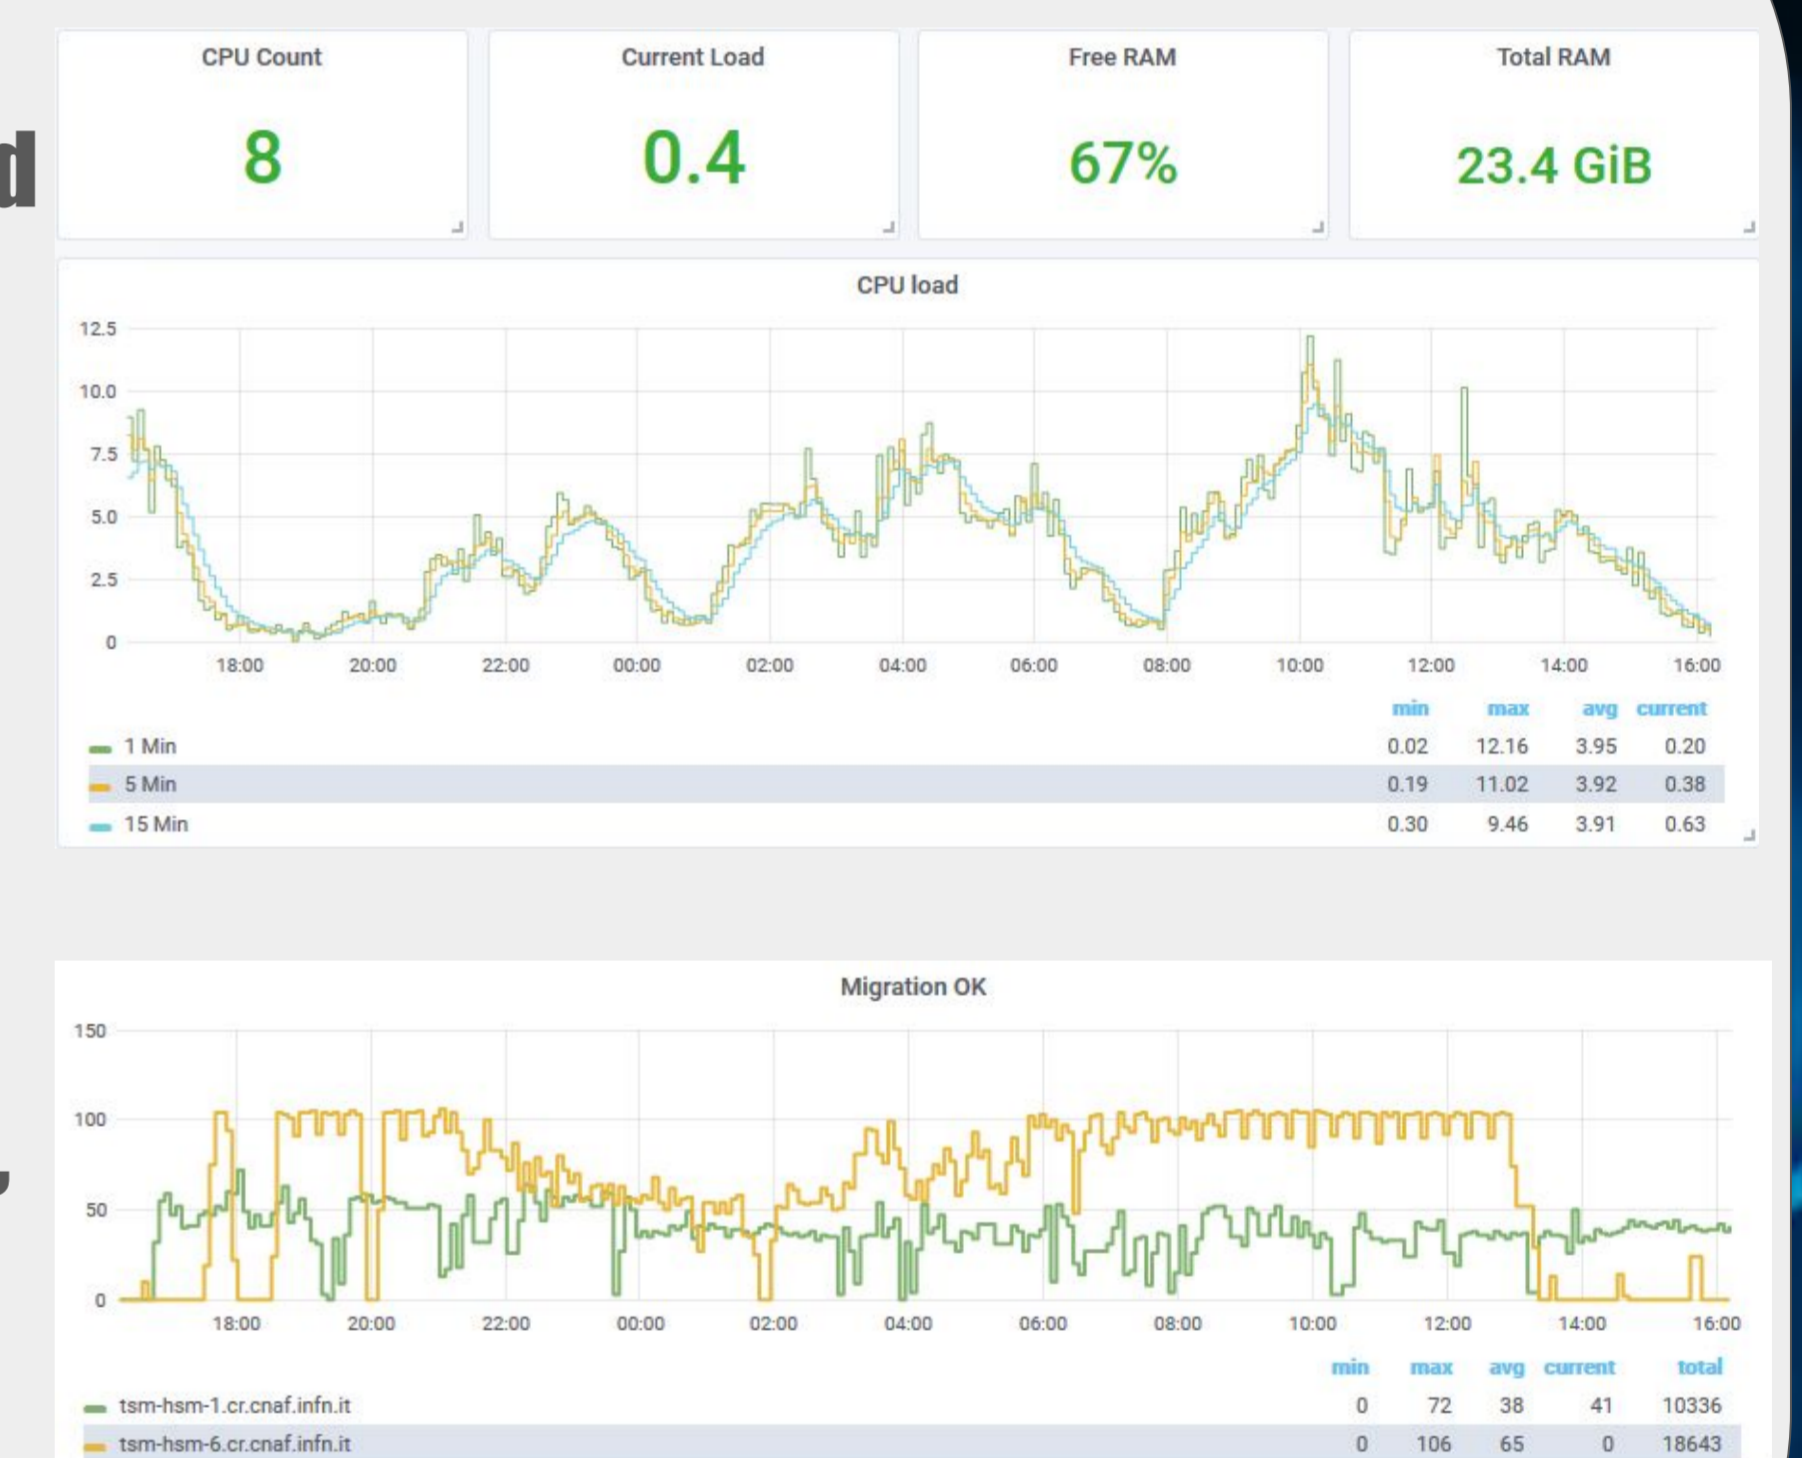 d
CPU Count Current Load Free RAM Total RAM
8 0.4 67% 23.4 GiB
CPU load
12.5
10.0
7.5
5.0
2.5
0
18:00 20:00 22:00 00:00 02:00 04:00 06:00 08:00 10:00 12:00 14:00 16:00
min max avg current
1 Min 0.02 12.16 3.95 0.20
5 Min 0.19 11.02 3.92 0.38
15 Min 0.30 9.46 3.91 0.63
,
Migration OK
150
100
50
0
18:00 20:00 22:00 00:00 02:00 04:00 06:00 08:00 10:00 12:00 14:00 16:00
min max avg current total
tsm-hsm-1.cr.cnaf.infn.it 0 72 38 41 10336
tsm-hsm-6.cr.cnaf.infn.it 0 106 65 0 18643